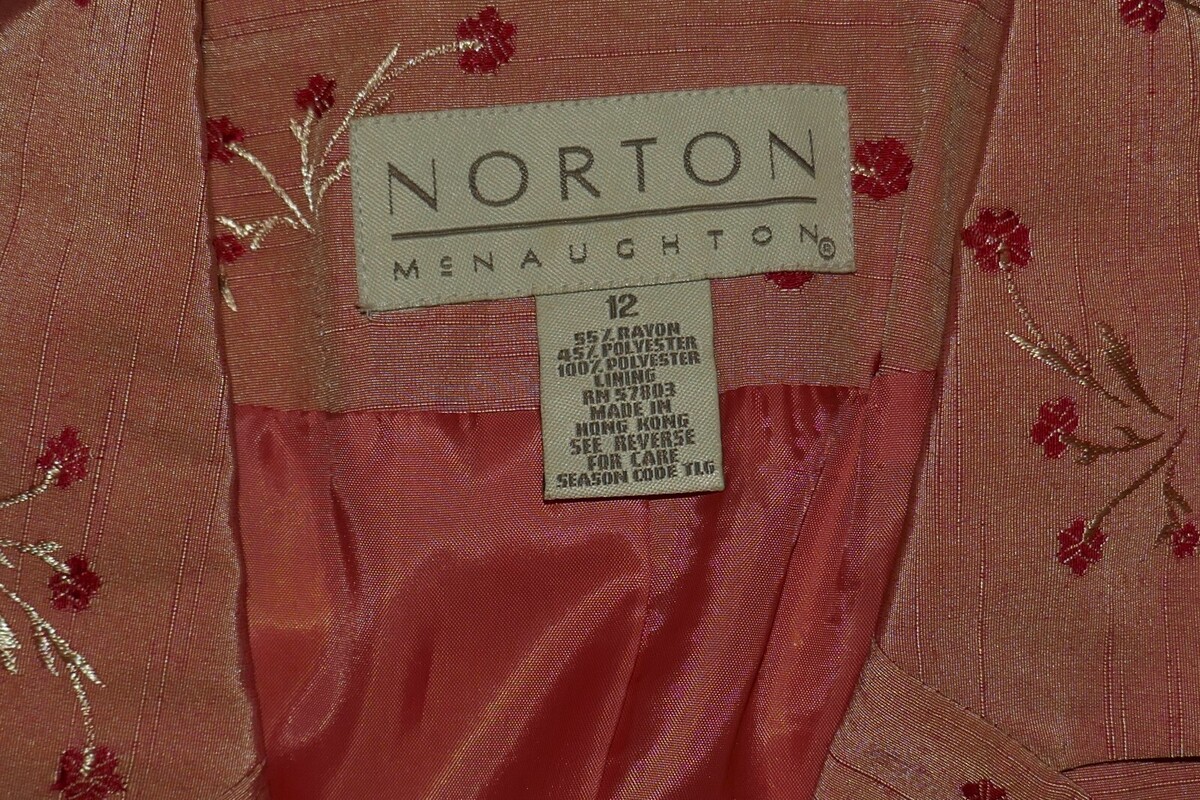 NORTON
McNAUGHTON®
12
55% RAYON
45% POLYESTER
100% POLYESTER
LINING
RN 57803
MADE IN
HONG KONG
SEE REVERSE
FOR CARE
SEASON CODE TLG